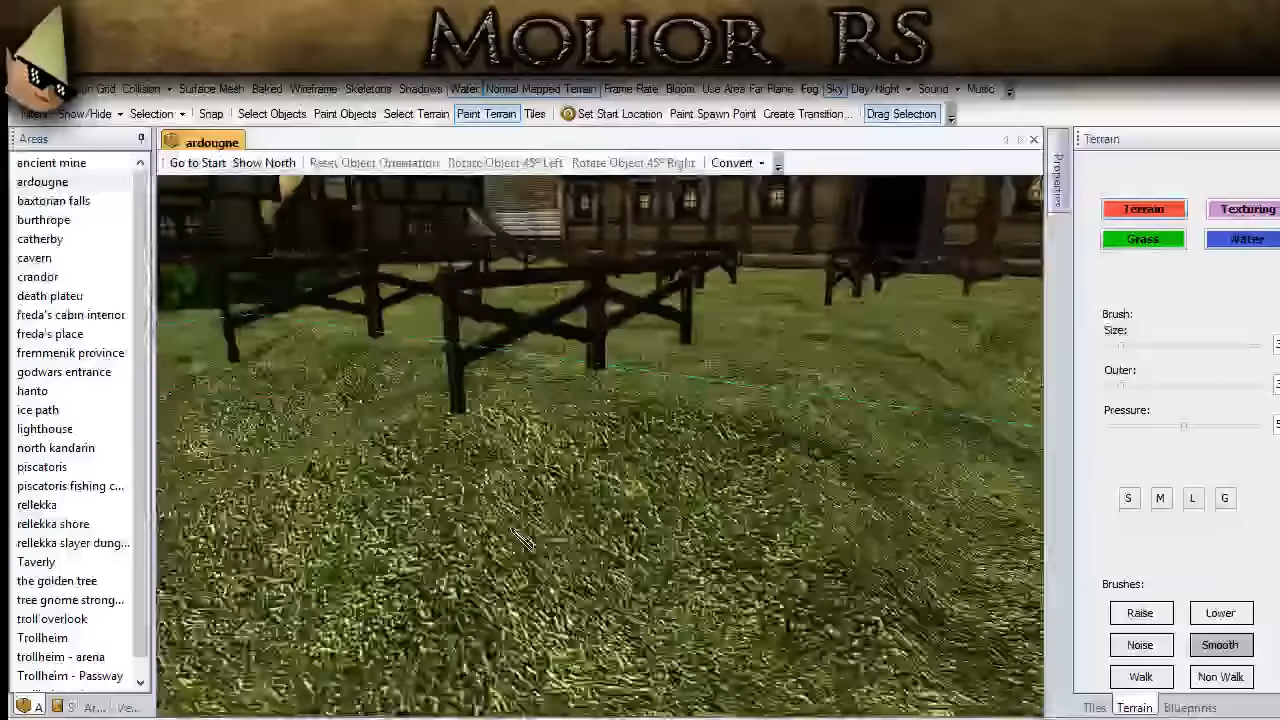 MOLIOR RS
Grid Collision Surface Mesh Baked Wireframe Skeletons Shadows Water Normal Mapped Terrain Frame Rate Bloom Use Area Far Plane Fog Sky Day/Night Sound Music
Show/Hide Selection Snap Select Objects Paint Objects Select Terrain Paint Terrain Tiles Set Start Location Paint Spawn Point Create Transition... Drag Selection
Areas
ardougne
Terrain
Go to Start Show North Reset Object Orientation Rotate Object 45° Left Rotate Object 45° Right Convert
Properties
ancient mine
ardougne
baxtorian falls
burthrope
catherby
cavern
crandor
death plateu
freda's cabin interior
freda's place
fremmenik province
godwars entrance
hanto
ice path
lighthouse
north kandarin
piscatoris
piscatoris fishing c...
rellekka
rellekka shore
rellekka slayer dung...
Taverly
the golden tree
tree gnome strong...
troll overlook
Trollheim
trollheim - arena
Trollheim - Passway
Terrain Texturing
Grass Water
Brush:
Size:
Outer:
Pressure:
S M L G
Brushes:
Raise Lower
Noise Smooth
Walk Non Walk
A S Ar... Ve...
Tiles Terrain Blueprints